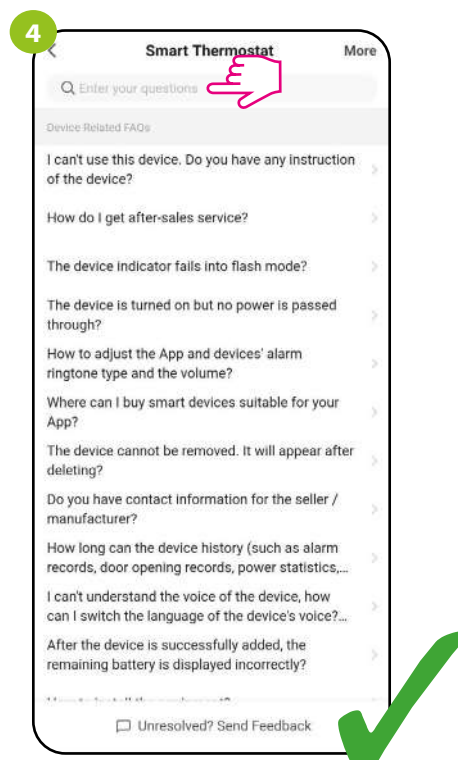 4
Smart Thermostat
More
Enter your questions
Device Related FAQs
I can't use this device. Do you have any instruction
of the device?
How do I get after-sales service?
The device indicator fails into flash mode?
The device is turned on but no power is passed
through?
How to adjust the App and devices' alarm
ringtone type and the volume?
Where can I buy smart devices suitable for your
App?
The device cannot be removed. It will appear after
deleting?
Do you have contact information for the seller /
manufacturer?
How long can the device history (such as alarm
records, door opening records, power statistics,...
I can't understand the voice of the device, how
can I switch the language of the device's voice?...
After the device is successfully added, the
remaining battery is displayed incorrectly?
Unresolved? Send Feedback